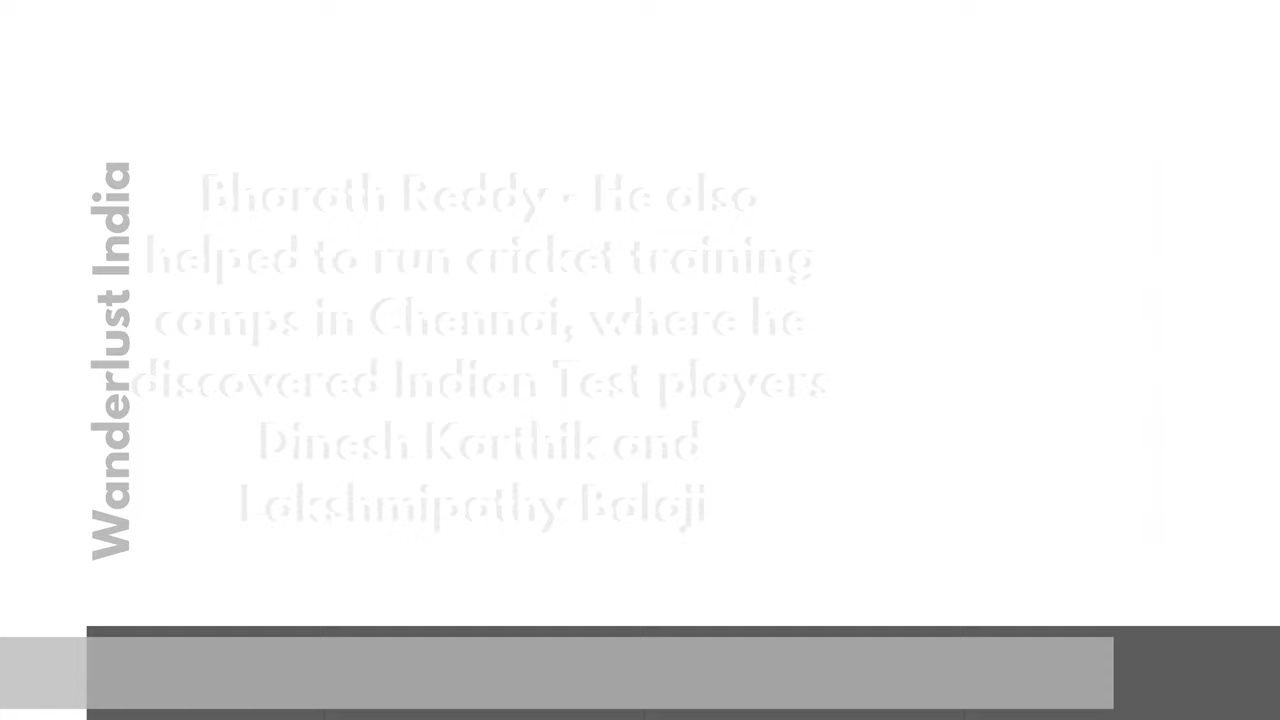 Wanderlust India
Bharath Reddy - He also
helped to run cricket training
camps in Chennai, where he
discovered Indian Test players
Dinesh Karthik and
Lakshmipathy Balaji